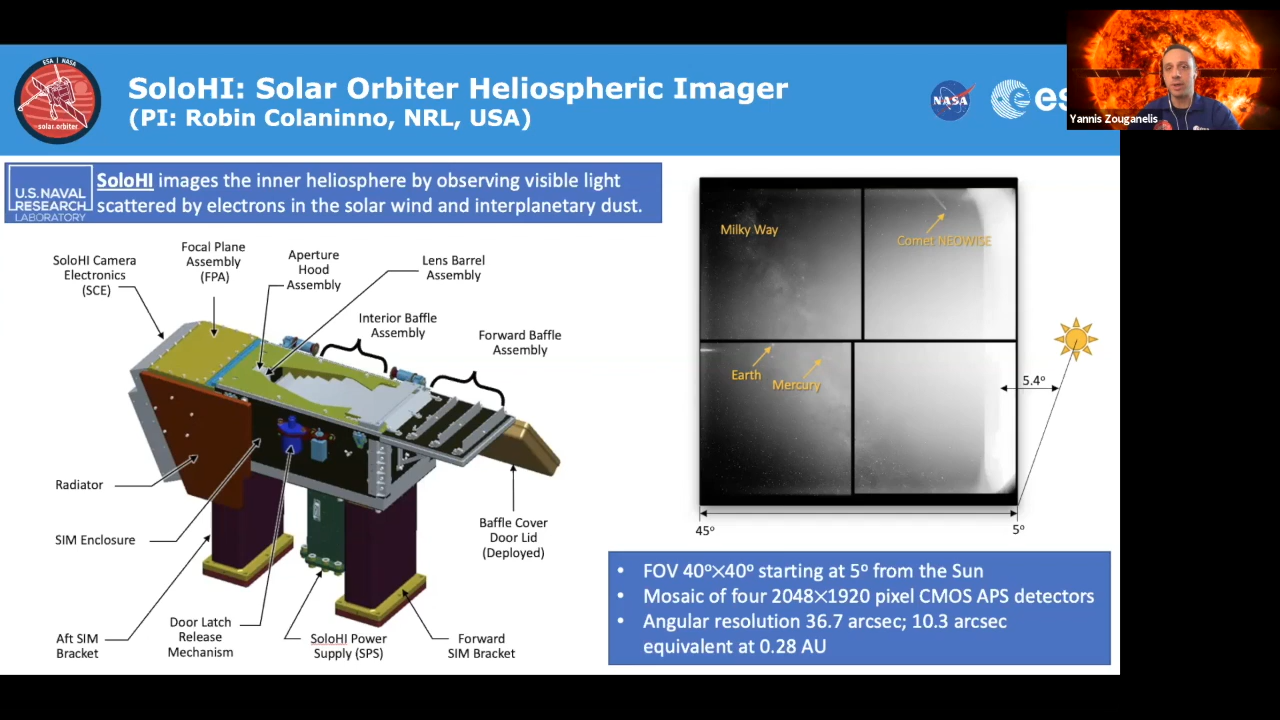 ESA | NASA
solar orbiter
SoloHI: Solar Orbiter Heliospheric Imager
(PI: Robin Colaninno, NRL, USA)
NASA
Yannis Zouganelis
U.S. NAVAL
RESEARCH
LABORATORY
SoloHI images the inner heliosphere by observing visible light
scattered by electrons in the solar wind and interplanetary dust.
SoloHI Camera
Electronics
(SCE)
Focal Plane
Assembly
(FPA)
Aperture
Hood
Assembly
Lens Barrel
Assembly
Interior Baffle
Assembly
Forward Baffle
Assembly
Radiator
SIM Enclosure
Aft SIM
Bracket
Door Latch
Release
Mechanism
SoloHI Power
Supply (SPS)
Forward
SIM Bracket
Baffle Cover
Door Lid
(Deployed)
Milky Way
Comet NEOWISE
Earth
Mercury
5.4º
45º
5º
• FOV 40º×40º starting at 5º from the Sun
• Mosaic of four 2048×1920 pixel CMOS APS detectors
• Angular resolution 36.7 arcsec; 10.3 arcsec
equivalent at 0.28 AU